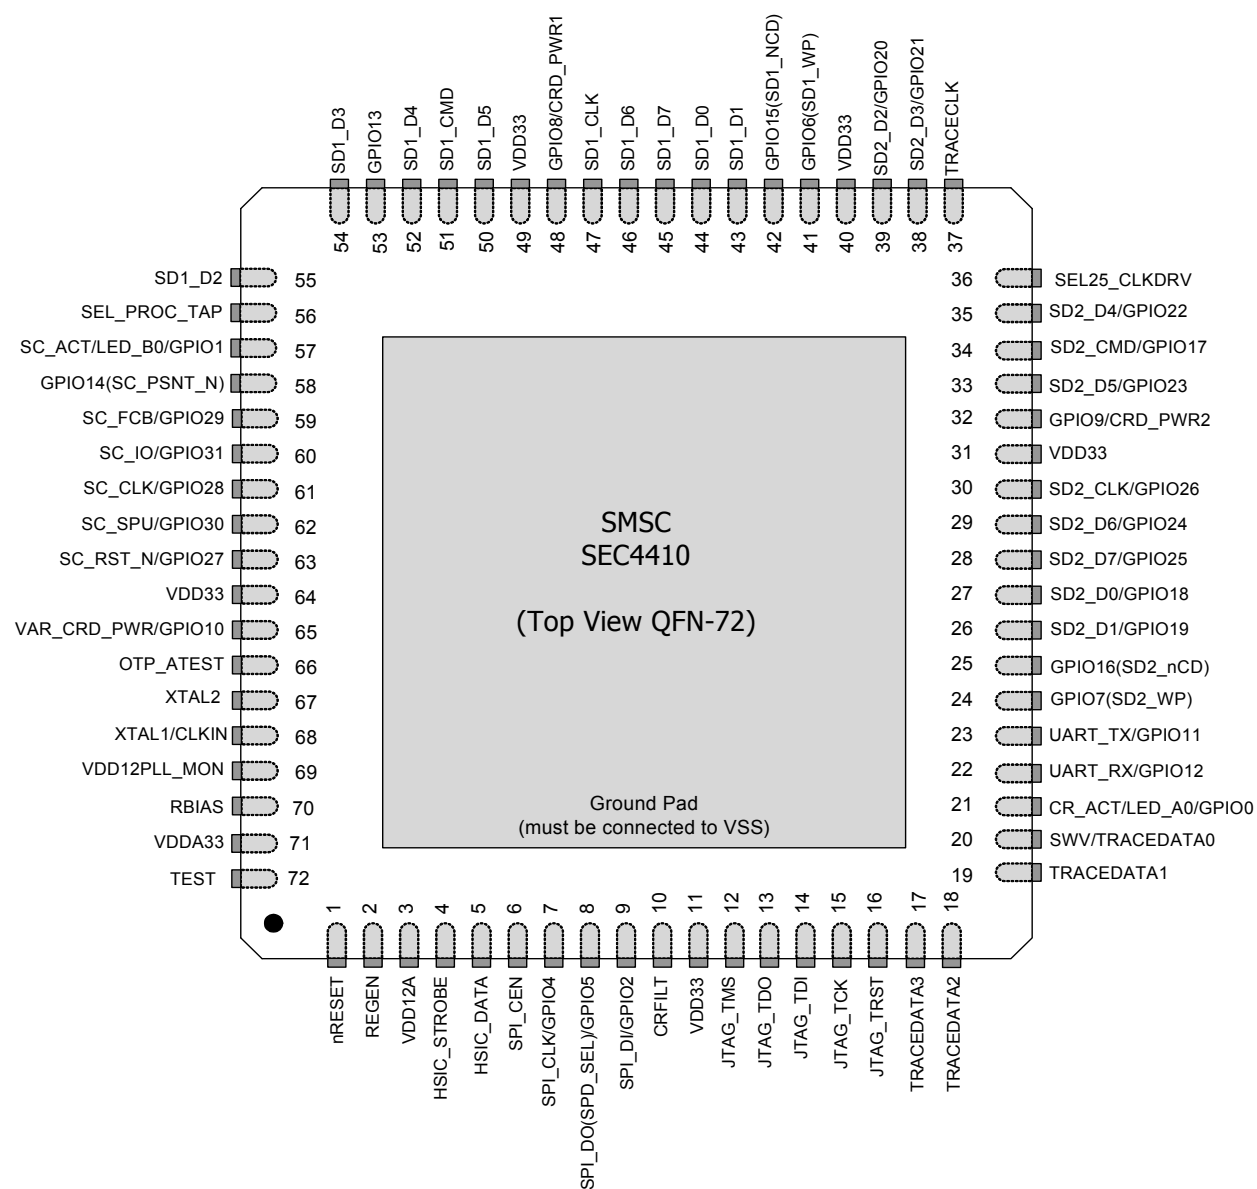 SD1_D3
GPIO13
SD1_D4
SD1_CMD
SD1_D5
VDD33
GPIO8/CRD_PWR1
SD1_CLK
SD1_D6
SD1_D7
SD1_D0
SD1_D1
GPIO15(SD1_NCD)
GPIO6(SD1_WP)
VDD33
SD2_D2/GPIO20
SD2_D3/GPIO21
TRACECLK
54
53
52
51
50
49
48
47
46
45
44
43
42
41
40
39
38
37
SD1_D2 55
SEL_PROC_TAP 56
SC_ACT/LED_B0/GPIO1 57
GPIO14(SC_PSNT_N) 58
SC_FCB/GPIO29 59
SC_IO/GPIO31 60
SC_CLK/GPIO28 61
SC_SPU/GPIO30 62
SC_RST_N/GPIO27 63
VDD33 64
VAR_CRD_PWR/GPIO10 65
OTP_ATEST 66
XTAL2 67
XTAL1/CLKIN 68
VDD12PLL_MON 69
RBIAS 70
VDDA33 71
TEST 72
SMSC
SEC4410
(Top View QFN-72)
Ground Pad
(must be connected to VSS)
36 SEL25_CLKDRV
35 SD2_D4/GPIO22
34 SD2_CMD/GPIO17
33 SD2_D5/GPIO23
32 GPIO9/CRD_PWR2
31 VDD33
30 SD2_CLK/GPIO26
29 SD2_D6/GPIO24
28 SD2_D7/GPIO25
27 SD2_D0/GPIO18
26 SD2_D1/GPIO19
25 GPIO16(SD2_nCD)
24 GPIO7(SD2_WP)
23 UART_TX/GPIO11
22 UART_RX/GPIO12
21 CR_ACT/LED_A0/GPIO0
20 SWV/TRACEDATA0
19 TRACEDATA1
1
2
3
4
5
6
7
8
9
10
11
12
13
14
15
16
17
18
nRESET
REGEN
VDD12A
HSIC_STROBE
HSIC_DATA
SPI_CEN
SPI_CLK/GPIO4
SPI_DO(SPD_SEL)/GPIO5
SPI_DI/GPIO2
CRFILT
VDD33
JTAG_TMS
JTAG_TDO
JTAG_TDI
JTAG_TCK
JTAG_TRST
TRACEDATA3
TRACEDATA2